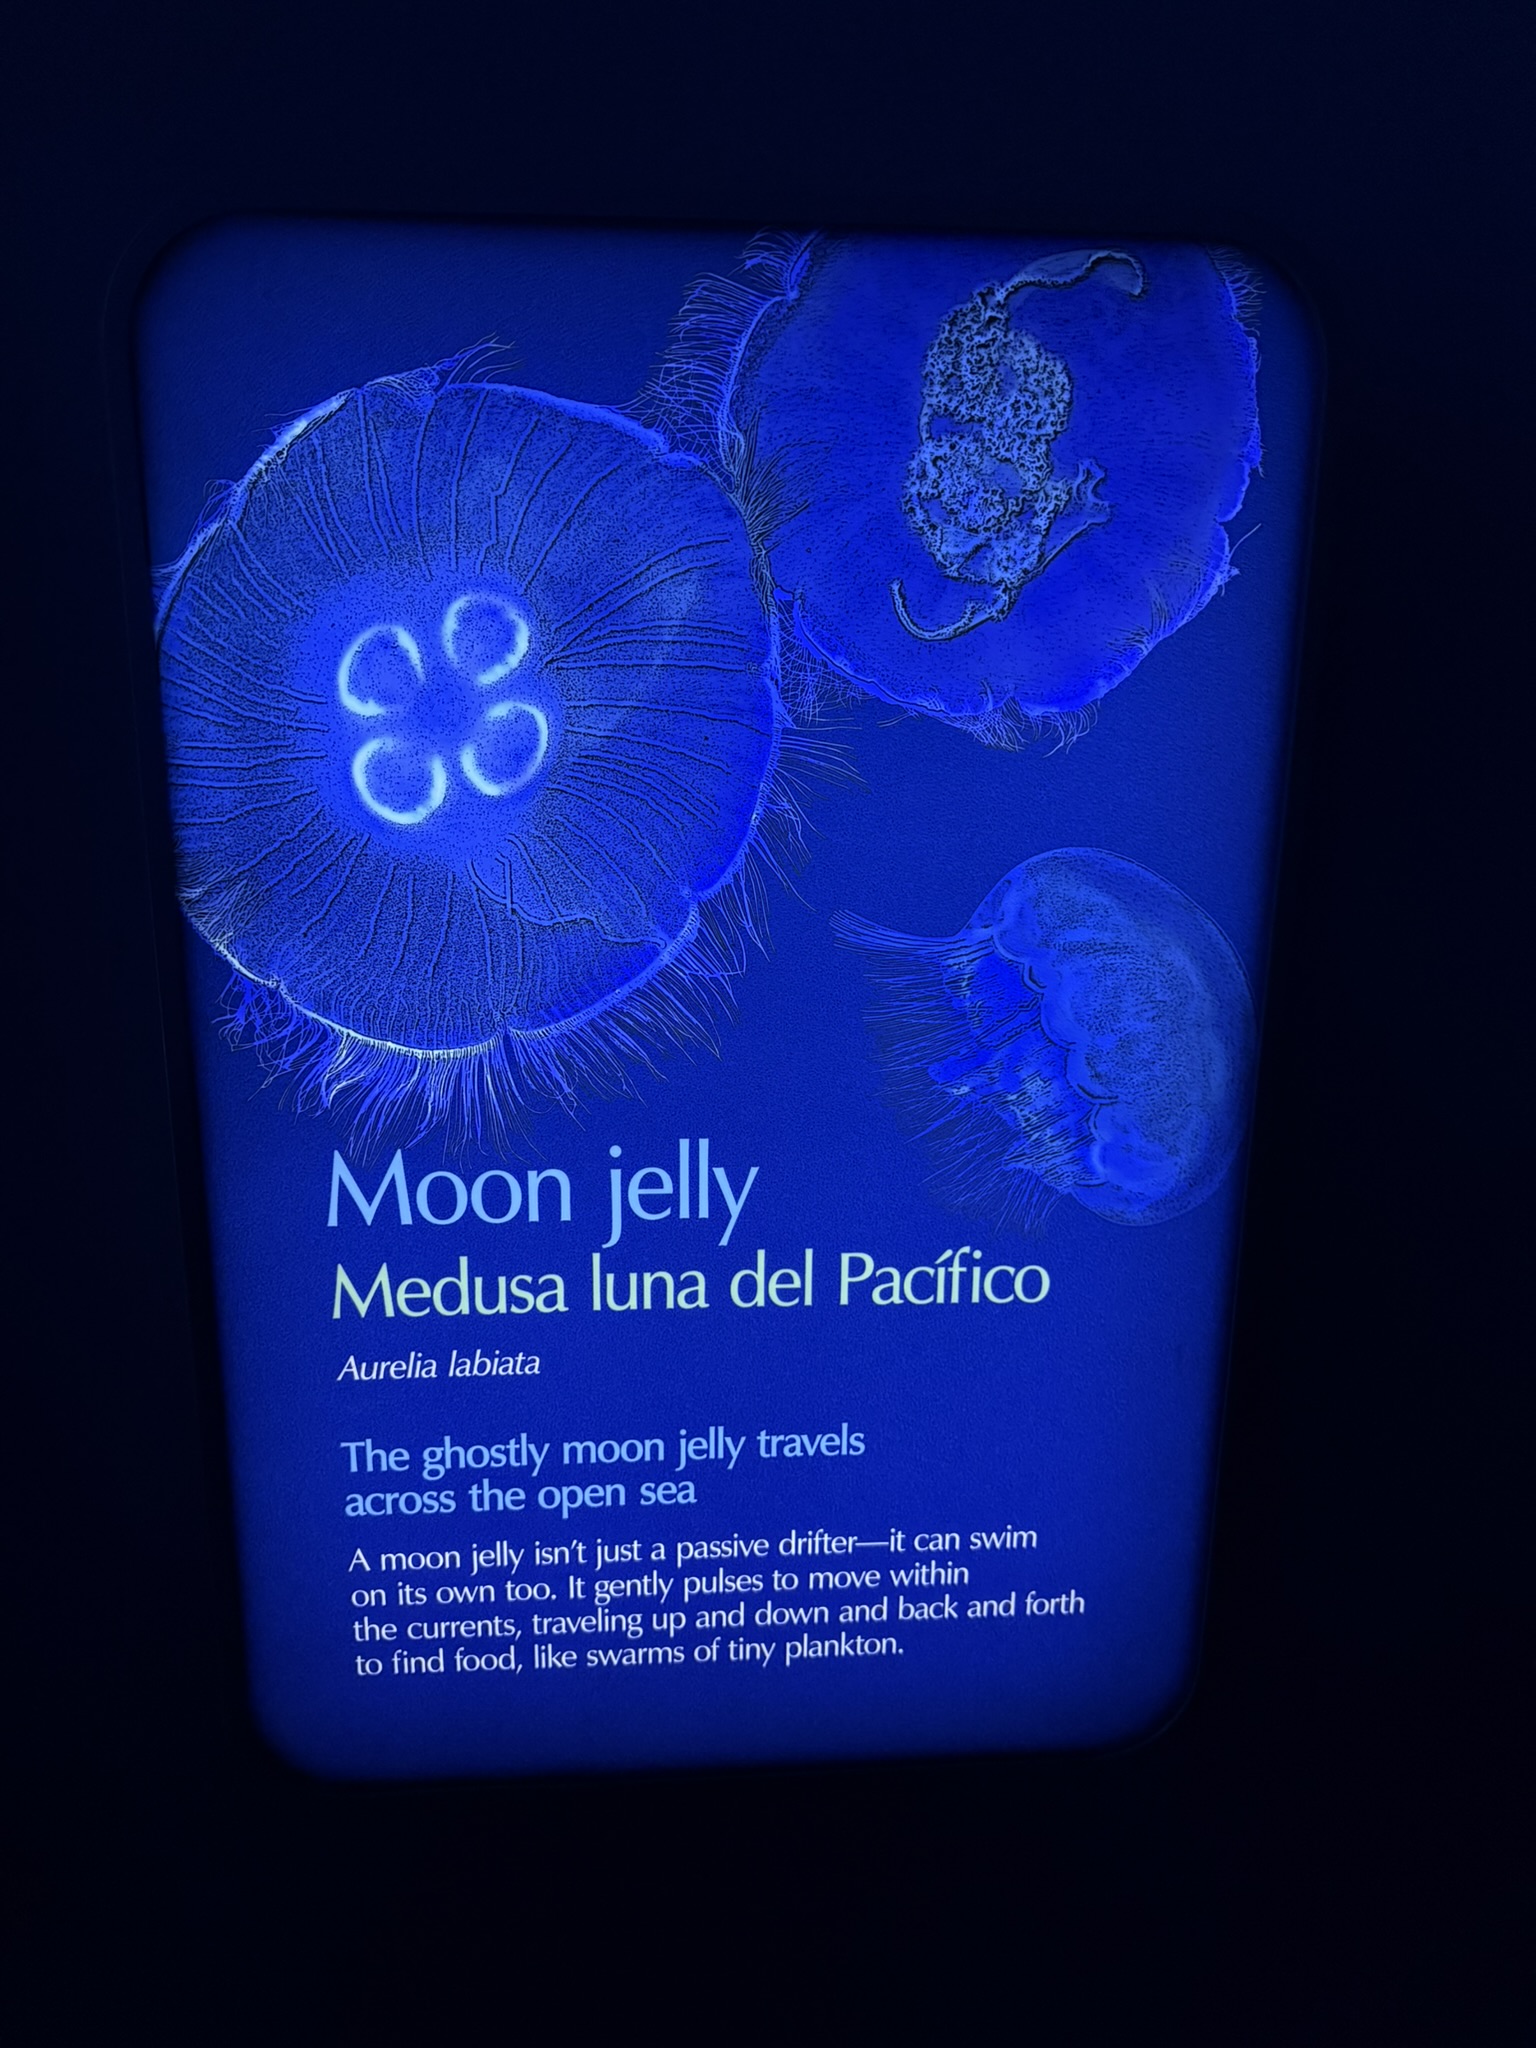 Moon jelly
Medusa luna del Pacífico
Aurelia labiata
The ghostly moon jelly travels
across the open sea
A moon jelly isn't just a passive drifter—it can swim
on its own too. It gently pulses to move within
the currents, traveling up and down and back and forth
to find food, like swarms of tiny plankton.